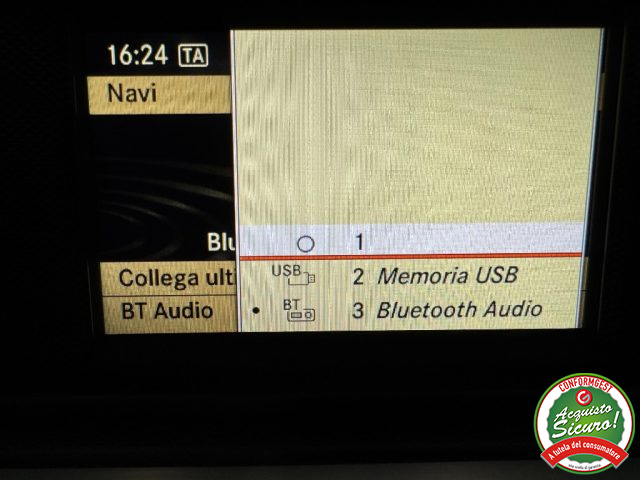 16:24 TA
Navi
Blu
1
Collega ulti
USB
2 Memoria USB
BT Audio
BT
3 Bluetooth Audio
CONFORMGEST
Acquisto
Sicuro!
A tutela del consumatore